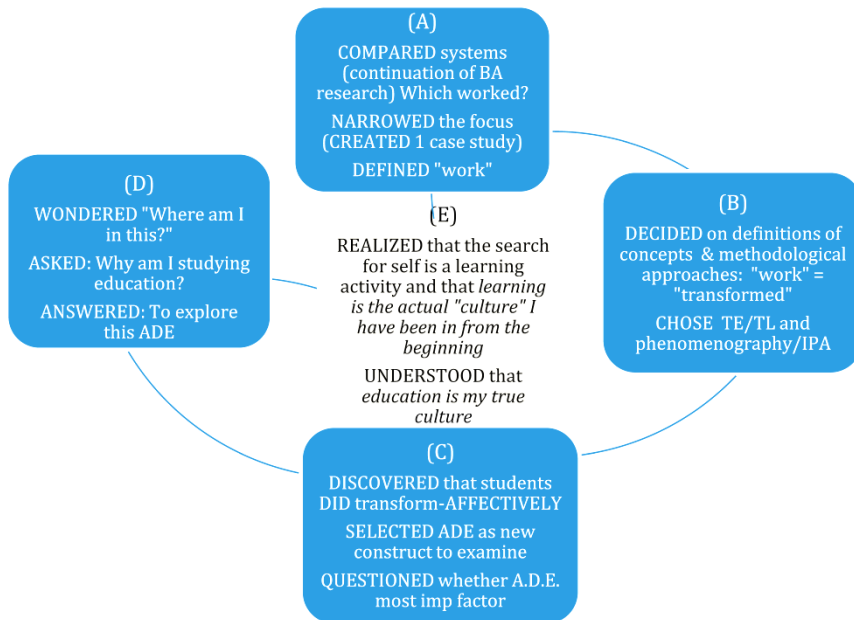 (A)
COMPARED systems
(continuation of BA
research) Which worked?
NARROWED the focus
(CREATED 1 case study)
DEFINED "work"
(B)
DECIDED on definitions of
concepts & methodological
approaches: "work" =
"transformed"
CHOSE TE/TL and
phenomenography/IPA
(C)
DISCOVERED that students
DID transform-AFFECTIVELY
SELECTED ADE as new
construct to examine
QUESTIONED whether A.D.E.
most imp factor
(D)
WONDERED "Where am I
in this?"
ASKED: Why am I studying
education?
ANSWERED: To explore
this ADE
(E)
REALIZED that the search
for self is a learning
activity and that learning
is the actual "culture" I
have been in from the
beginning
UNDERSTOOD that
education is my true
culture